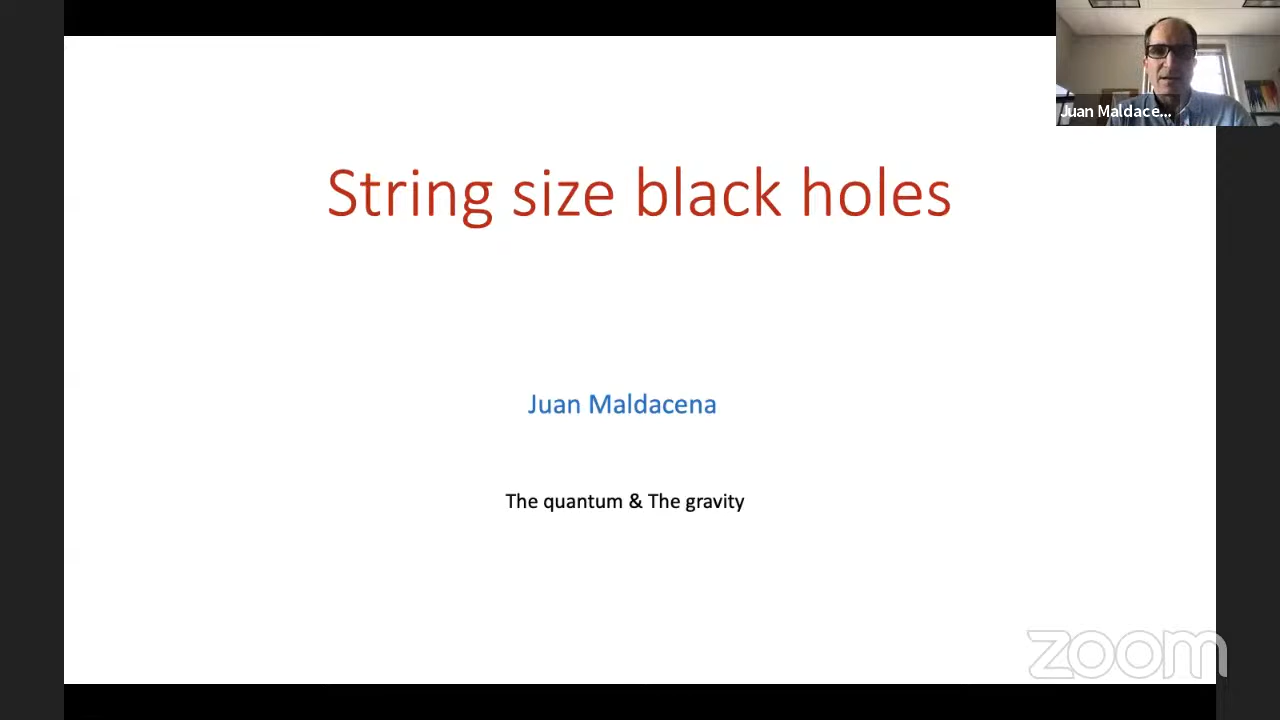 Juan Maldace...
String size black holes
Juan Maldacena
The quantum & The gravity
zoom